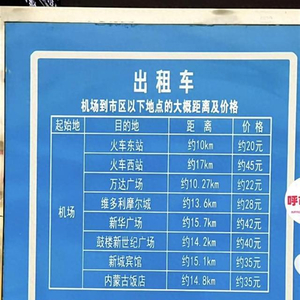 出租车
机场到市区以下地点的大概距离及价格
起始地 目的地 距离 价格
机场
火车东站 约10km 约20元
火车西站 约17km 约45元
万达广场 约10.27km 约22元
维多利摩尔城 约13.6km 约28元
新华广场 约15.7km 约42元
鼓楼新世纪广场 约14.2km 约40元
新城宾馆 约15.1km 约35元
内蒙古饭店 约14.8km 约35元
呼